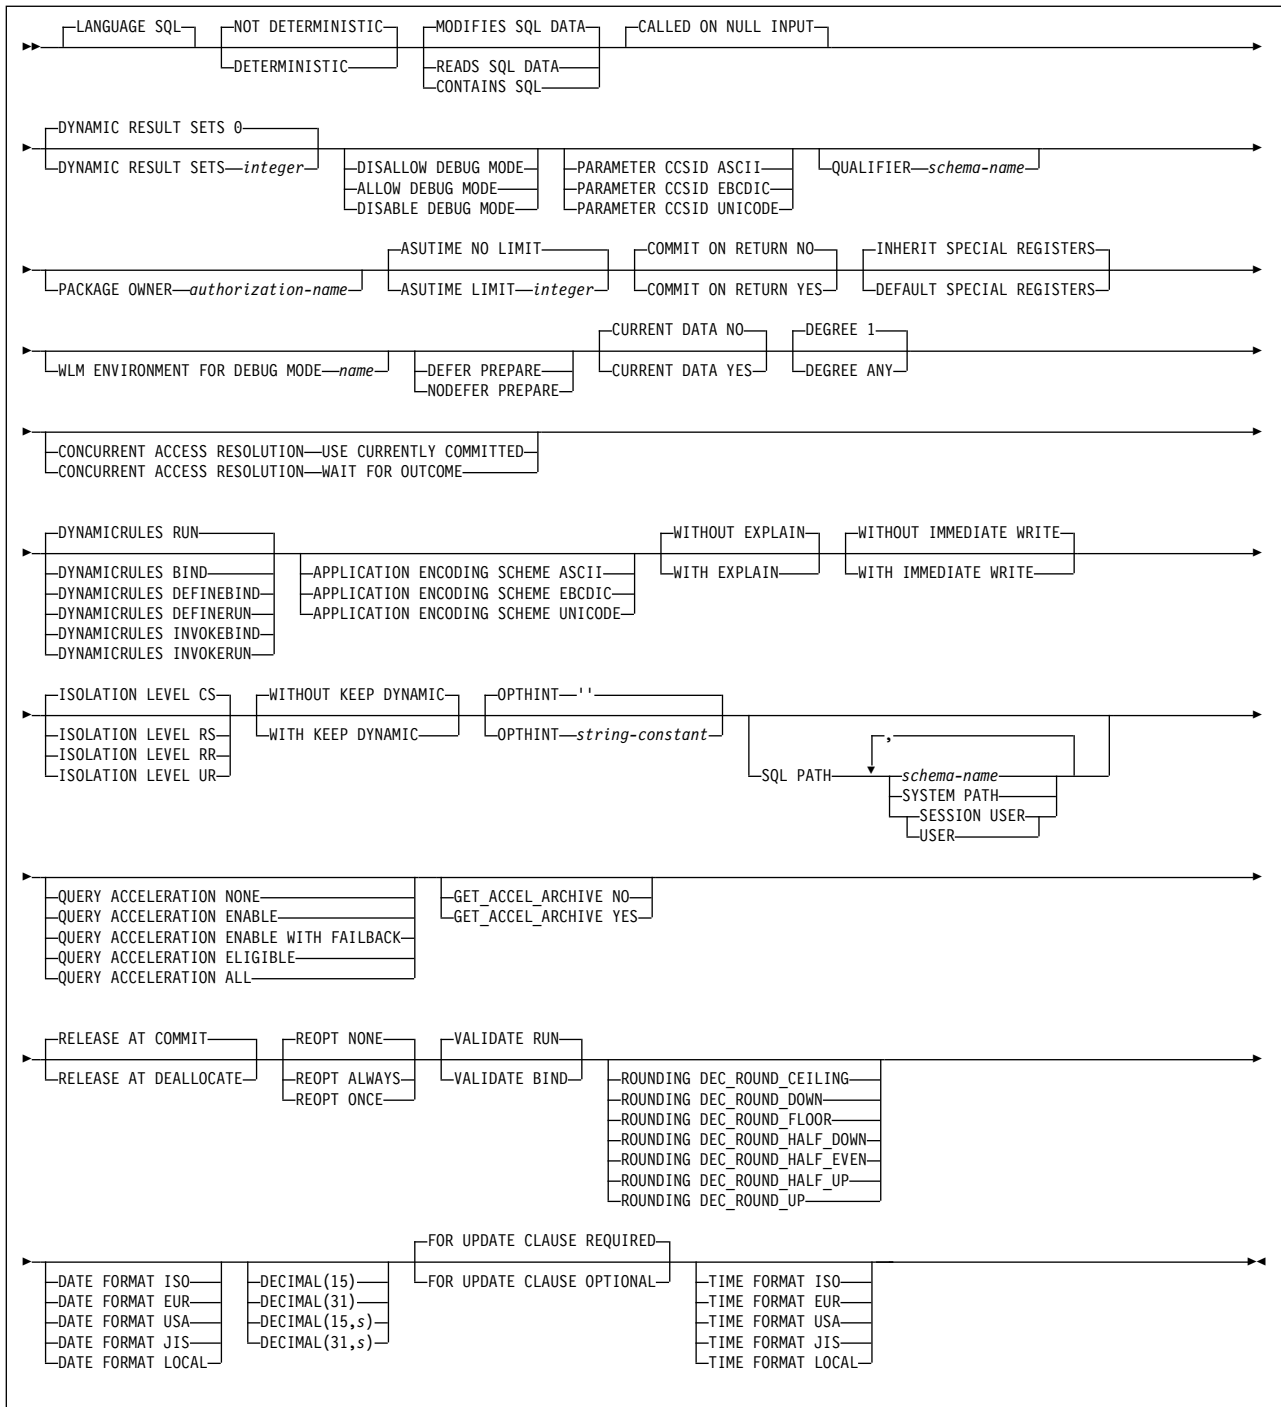 LANGUAGE SQL NOT DETERMINISTIC MODIFIES SQL DATA CALLED ON NULL INPUT
DETERMINISTIC READS SQL DATA
CONTAINS SQL
DYNAMIC RESULT SETS 0
DYNAMIC RESULT SETS integer DISALLOW DEBUG MODE PARAMETER CCSID ASCII QUALIFIER schema-name
ALLOW DEBUG MODE PARAMETER CCSID EBCDIC
DISABLE DEBUG MODE PARAMETER CCSID UNICODE
ASUTIME NO LIMIT COMMIT ON RETURN NO INHERIT SPECIAL REGISTERS
PACKAGE OWNER authorization-name ASUTIME LIMIT integer COMMIT ON RETURN YES DEFAULT SPECIAL REGISTERS
CURRENT DATA NO DEGREE 1
WLM ENVIRONMENT FOR DEBUG MODE name DEFER PREPARE CURRENT DATA YES DEGREE ANY
NODEFER PREPARE
CONCURRENT ACCESS RESOLUTION USE CURRENTLY COMMITTED
CONCURRENT ACCESS RESOLUTION WAIT FOR OUTCOME
DYNAMICRULES RUN WITHOUT EXPLAIN WITHOUT IMMEDIATE WRITE
DYNAMICRULES BIND APPLICATION ENCODING SCHEME ASCII WITH EXPLAIN WITH IMMEDIATE WRITE
DYNAMICRULES DEFINEBIND APPLICATION ENCODING SCHEME EBCDIC
DYNAMICRULES DEFINERUN APPLICATION ENCODING SCHEME UNICODE
DYNAMICRULES INVOKEBIND
DYNAMICRULES INVOKERUN
ISOLATION LEVEL CS WITHOUT KEEP DYNAMIC OPTHINT ''
ISOLATION LEVEL RS WITH KEEP DYNAMIC OPTHINT string-constant ,
ISOLATION LEVEL RR
ISOLATION LEVEL UR SQL PATH schema-name
SYSTEM PATH
SESSION USER
USER
QUERY ACCELERATION NONE GET_ACCEL_ARCHIVE NO
QUERY ACCELERATION ENABLE GET_ACCEL_ARCHIVE YES
QUERY ACCELERATION ENABLE WITH FAILBACK
QUERY ACCELERATION ELIGIBLE
QUERY ACCELERATION ALL
RELEASE AT COMMIT REOPT NONE VALIDATE RUN
RELEASE AT DEALLOCATE REOPT ALWAYS VALIDATE BIND ROUNDING DEC_ROUND_CEILING
REOPT ONCE ROUNDING DEC_ROUND_DOWN
ROUNDING DEC_ROUND_FLOOR
ROUNDING DEC_ROUND_HALF_DOWN
ROUNDING DEC_ROUND_HALF_EVEN
ROUNDING DEC_ROUND_HALF_UP
ROUNDING DEC_ROUND_UP
FOR UPDATE CLAUSE REQUIRED
DATE FORMAT ISO DECIMAL(15) FOR UPDATE CLAUSE OPTIONAL TIME FORMAT ISO
DATE FORMAT EUR DECIMAL(31) TIME FORMAT EUR
DATE FORMAT USA DECIMAL(15,s) TIME FORMAT USA
DATE FORMAT JIS DECIMAL(31,s) TIME FORMAT JIS
DATE FORMAT LOCAL TIME FORMAT LOCAL